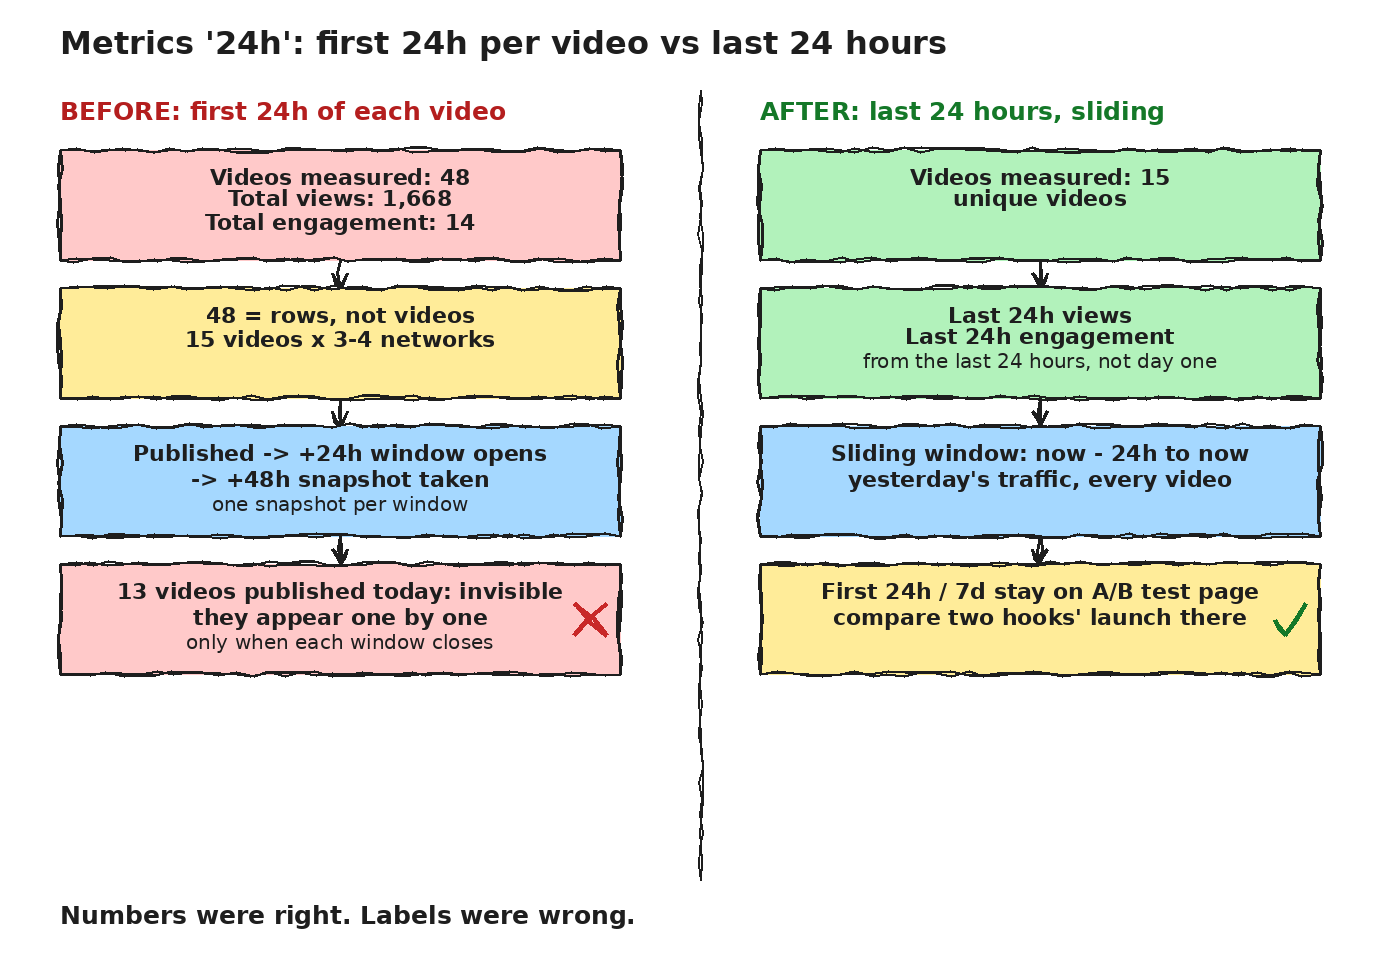 Metrics '24h': first 24h per video vs last 24 hours
BEFORE: first 24h of each video
Videos measured: 48
Total views: 1,668
Total engagement: 14
48 = rows, not videos
15 videos x 3-4 networks
Published -> +24h window opens
-> +48h snapshot taken
one snapshot per window
13 videos published today: invisible
they appear one by one
only when each window closes
AFTER: last 24 hours, sliding
Videos measured: 15
unique videos
Last 24h views
Last 24h engagement
from the last 24 hours, not day one
Sliding window: now - 24h to now
yesterday's traffic, every video
First 24h / 7d stay on A/B test page
compare two hooks' launch there
Numbers were right. Labels were wrong.